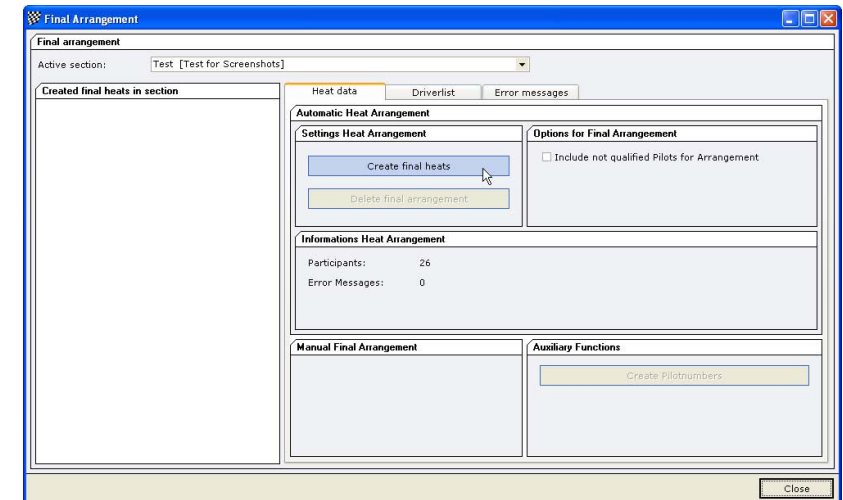 Final Arrangement
Final arrangement
Active section: Test [Test for Screenshots]
Created final heats in section
Heat data Driverlist Error messages
Automatic Heat Arrangement
Settings Heat Arrangement Options for Final Arrangeement
Create final heats Include not qualified Pilots for Arrangement
Delete final arrangement
Informations Heat Arrangement
Participants: 26
Error Messages: 0
Manual Final Arrangement Auxiliary Functions
Create Pilotnumbers
Close